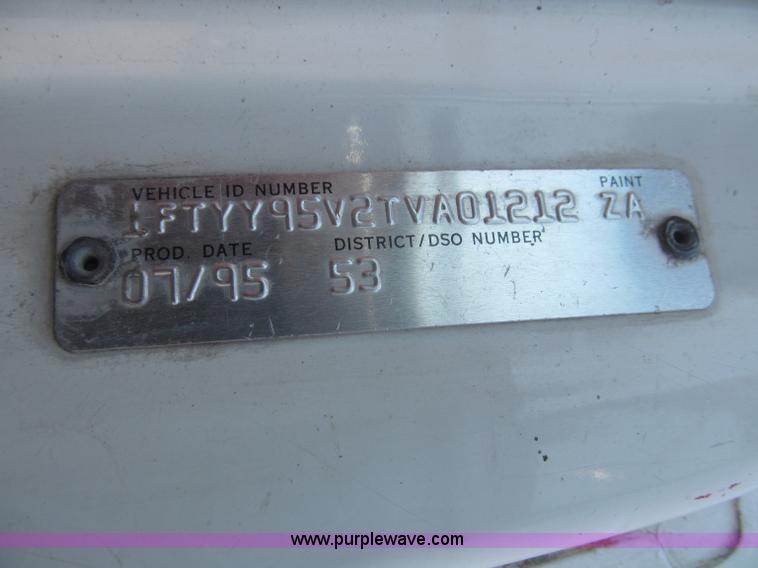 VEHICLE ID NUMBER PAINT
1FTYY95V2TVA01212 ZA
PROD. DATE DISTRICT/DSO NUMBER
07/95 53
www.purplewave.com